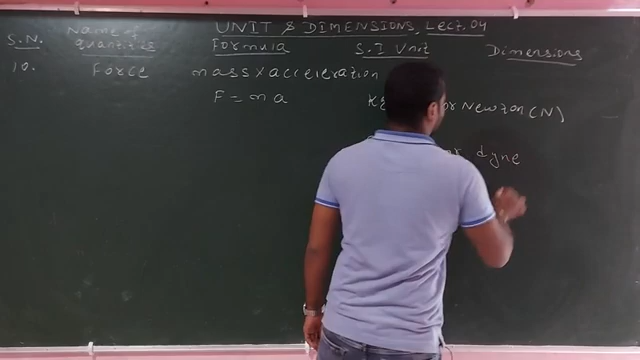 UNIT & DIMENSIONS, Lect. 04
S.N. Name of quantities Formula S.I Unit Dimensions
10. Force mass x acceleration
F = ma or Newton (N)
or dyne